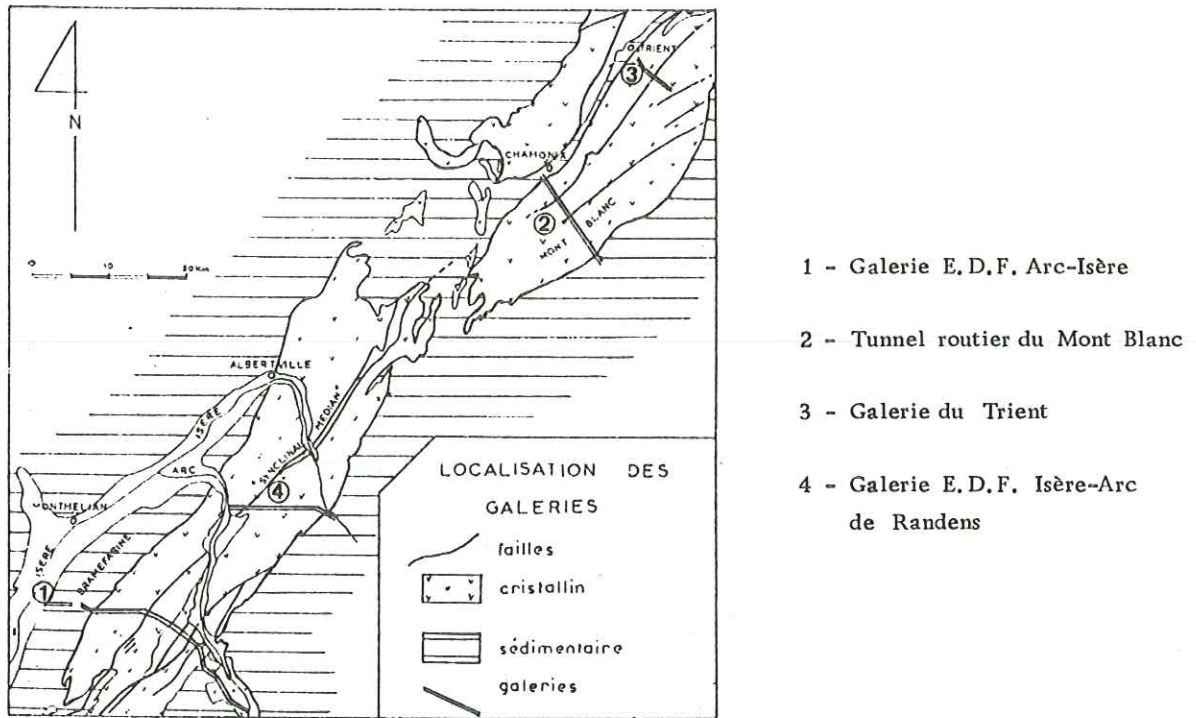 N
0 10 20 Km
TRIENT
3
CHAMONIX
2
MONT BLANC
ALBERTVILLE
ISERE
SYNCLINAL MEDIAN
ARC
4
ISERE
BRAMEFARINE
1
LOCALISATION DES
GALERIES
failles
cristallin
sédimentaire
galeries
1 - Galerie E.D.F. Arc-Isère
2 - Tunnel routier du Mont Blanc
3 - Galerie du Trient
4 - Galerie E.D.F. Isère-Arc
de Randens